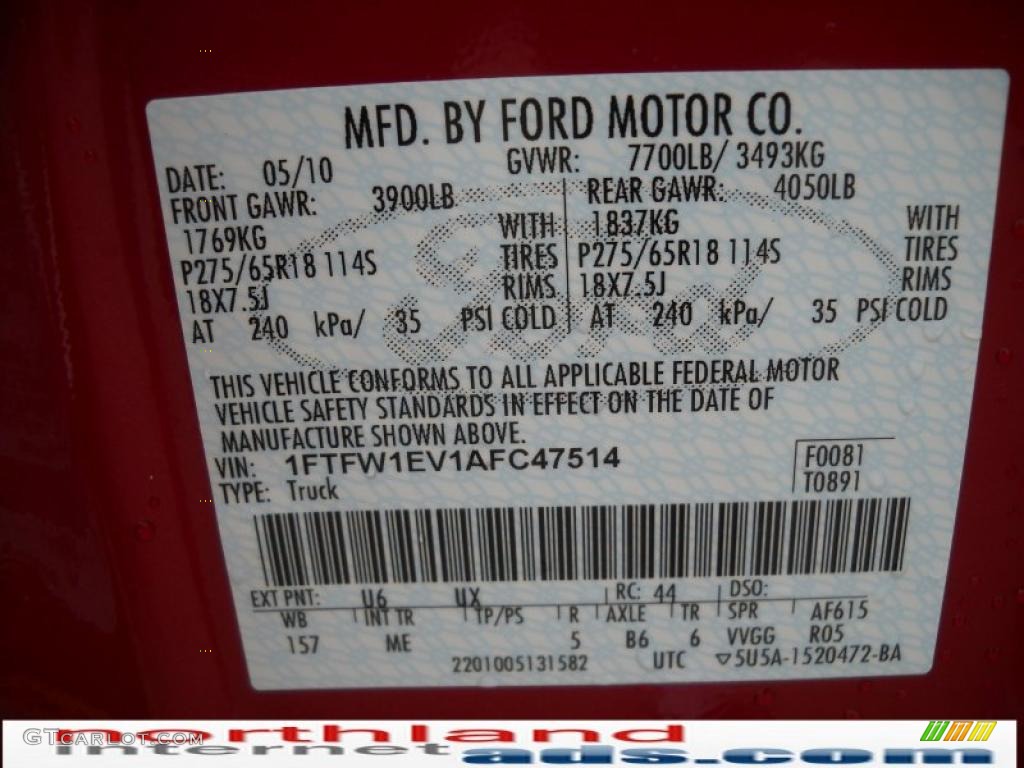 MFD. BY FORD MOTOR CO.
DATE: 05/10 GVWR: 7700LB/ 3493KG
FRONT GAWR: 3900LB REAR GAWR: 4050LB
1769KG WITH 1837KG WITH
P275/65R18 114S TIRES P275/65R18 114S TIRES
18X7.5J RIMS 18X7.5J RIMS
AT 240 kPa/ 35 PSI COLD AT 240 kPa/ 35 PSI COLD
Ford
THIS VEHICLE CONFORMS TO ALL APPLICABLE FEDERAL MOTOR
VEHICLE SAFETY STANDARDS IN EFFECT ON THE DATE OF
MANUFACTURE SHOWN ABOVE.
VIN: 1FTFW1EV1AFC47514 F0081
TYPE: Truck T0891
EXT PNT: U6 UX RC: 44 DSO:
WB INT TR TP/PS R AXLE TR SPR AF615
157 ME 5 B6 6 VVGG R05
2201005131582 UTC ▽5U5A-1520472-BA
GTcarlot.com
northland
internet ads.com